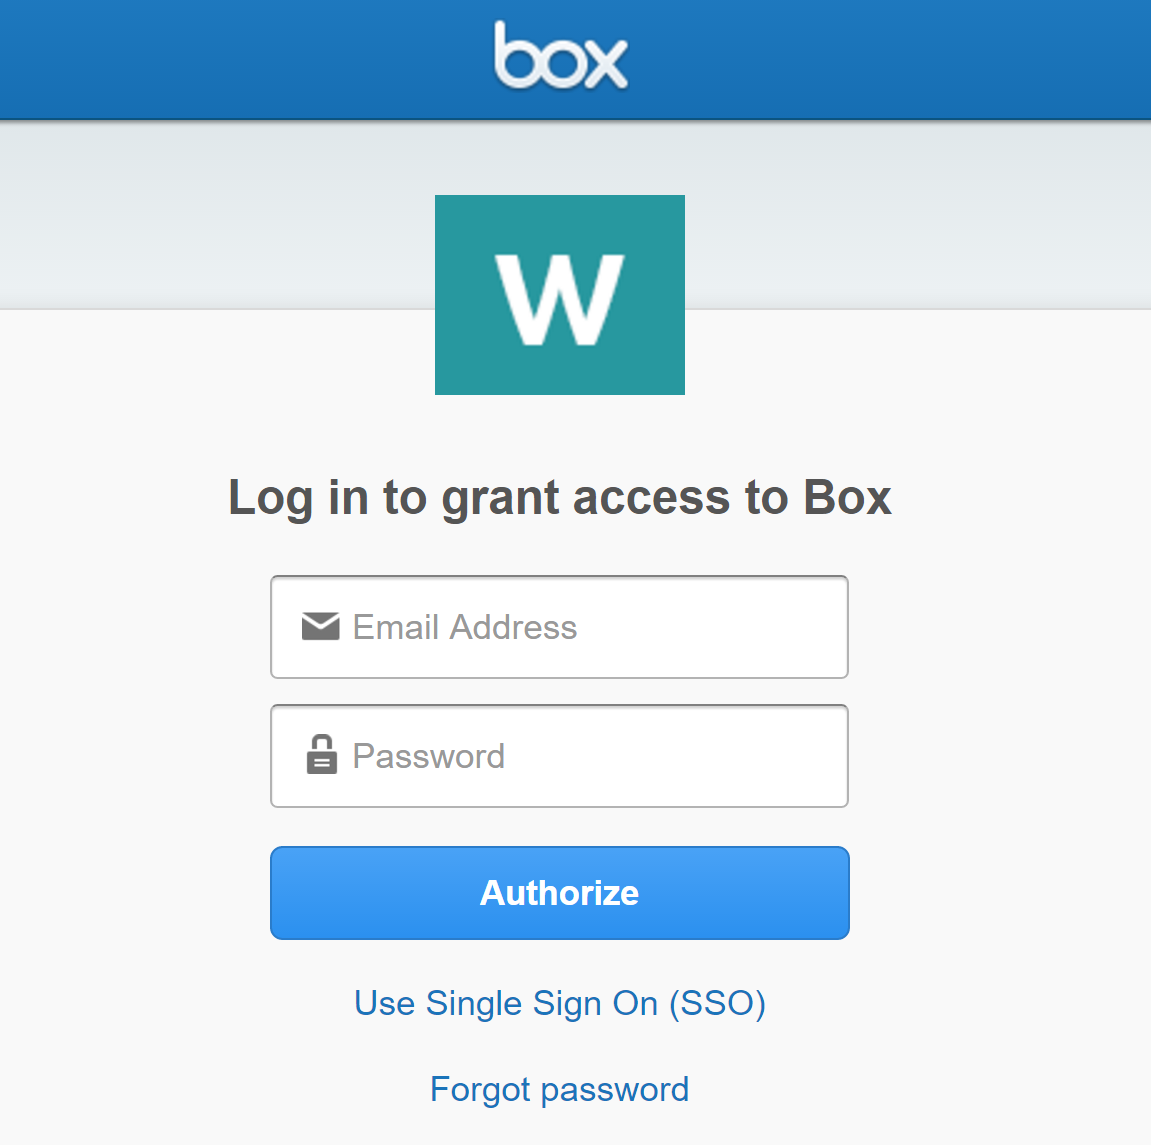 box
W
Log in to grant access to Box
Email Address
Password
Authorize
Use Single Sign On (SSO)
Forgot password